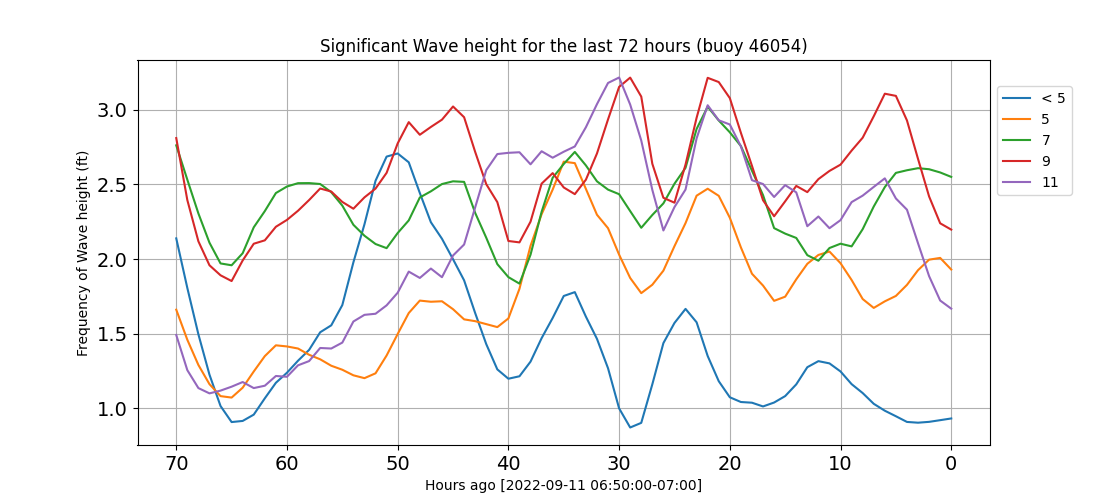 Significant Wave height for the last 72 hours (buoy 46054)
Frequency of Wave height (ft)
3.0
2.5
2.0
1.5
1.0
70 60 50 40 30 20 10 0
Hours ago [2022-09-11 06:50:00-07:00]
< 5
5
7
9
11